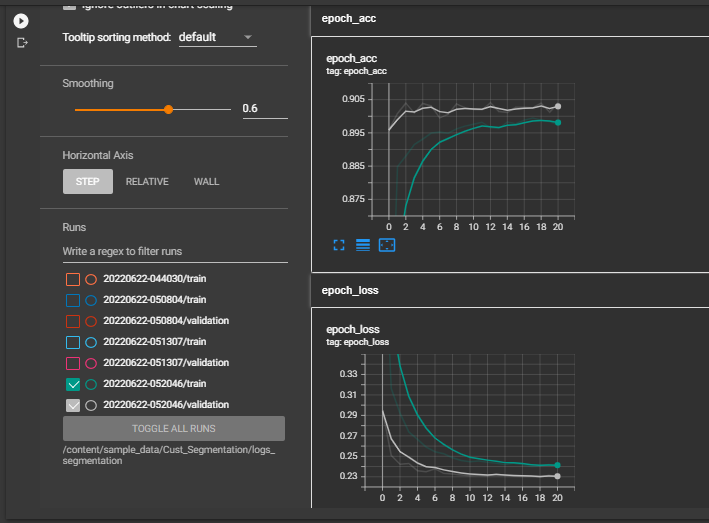 Ignore outliers in chart scaling
Tooltip sorting method: default
Smoothing
0.6
Horizontal Axis
STEP RELATIVE WALL
Runs
Write a regex to filter runs
20220622-044030/train
20220622-050804/train
20220622-050804/validation
20220622-051307/train
20220622-051307/validation
20220622-052046/train
20220622-052046/validation
TOGGLE ALL RUNS
/content/sample_data/Cust_Segmentation/logs_
segmentation
epoch_acc
epoch_acc
tag: epoch_acc
0.905
0.895
0.885
0.875
0 2 4 6 8 10 12 14 16 18 20
epoch_loss
epoch_loss
tag: epoch_loss
0.33
0.31
0.29
0.27
0.25
0.23
0 2 4 6 8 10 12 14 16 18 20